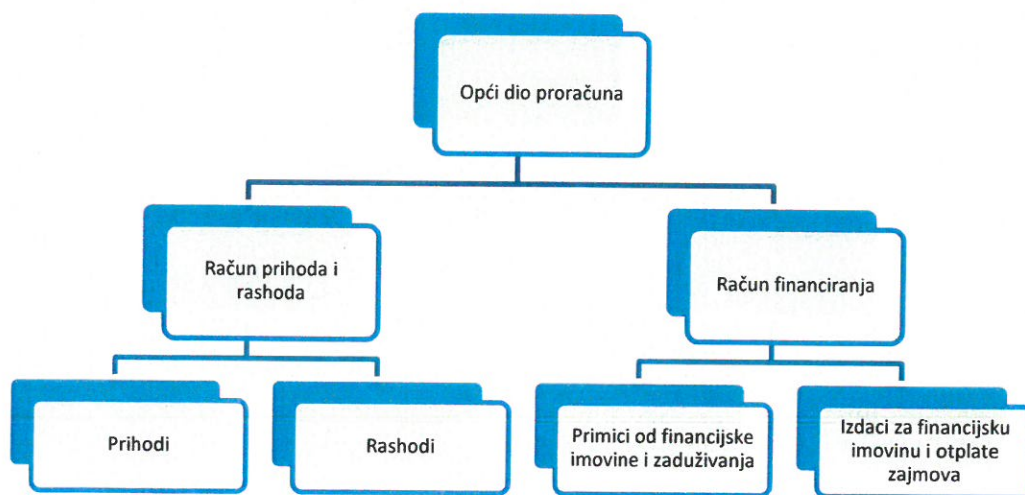 Opći dio proračuna
Račun prihoda i
rashoda
Račun financiranja
Prihodi
Rashodi
Primici od financijske
imovine i zaduživanja
Izdaci za financijsku
imovinu i otplate
zajmova